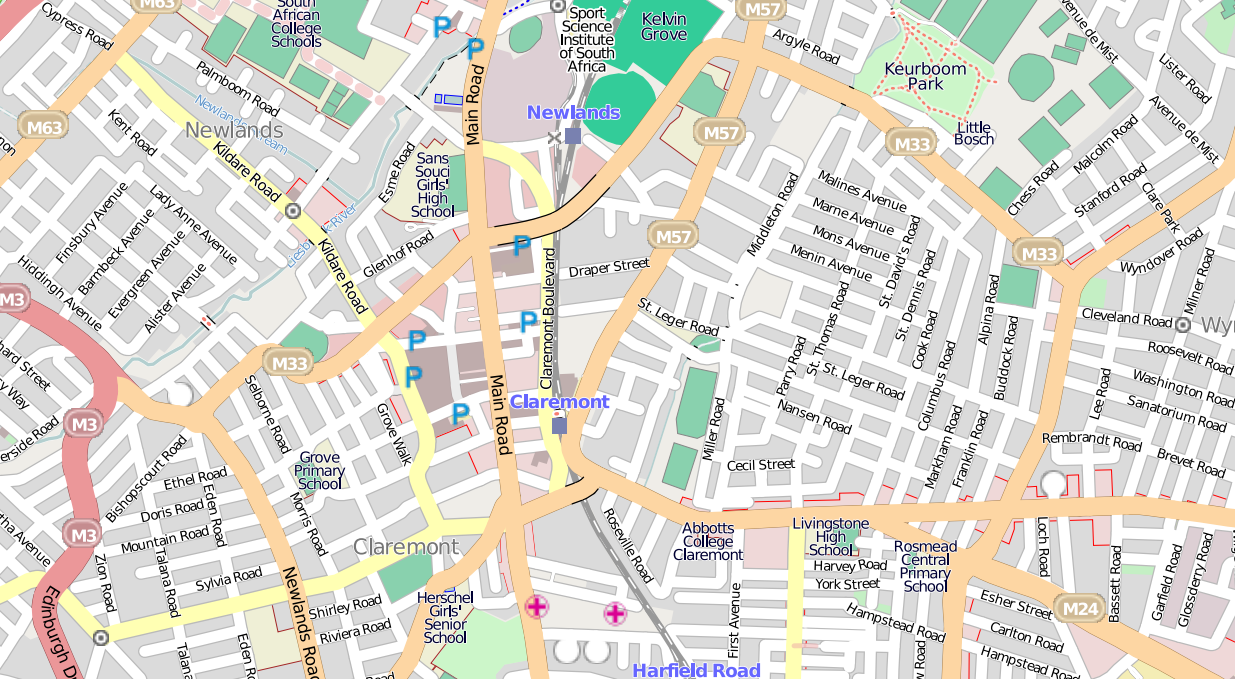 M63
South
African
College
Schools
Cypress Road
Palmboom Road
Newlands Stream
M63
Kent Road
Newlands
Kildare Road
Main Road
P
P
Sport
Science
Institute
of South
Africa
Kelvin
Grove
M57
Argyle Road
Keurboom
Park
Avenue de Mist
Lister Road
Newlands
M57
M33
Little
Bosch
Malcolm Road
Avenue de Mist
Esme Road
Sans
Souci
Girls'
High
School
Finsbury Avenue
Lady Anne Avenue
Barmbeck Avenue
Evergreen Avenue
Alister Avenue
Hiddingh Avenue
Kildare Road
Glenhof Road
P
M57
Draper Street
Middleton Road
Malines Avenue
Marne Avenue
Mons Avenue
Menin Avenue
St. David's Road
St. Dennis Road
Chess Road
Stanford Road
Clare Park
M33
Wyndover Road
Milner Road
M3
Claremont Boulevard
P
P
P
P
St. Leger Road
St. Thomas Road
Parry Road
St. St. Leger Road
Cook Road
Alpina Road
Buddock Road
Cleveland Road
Roosevelt Road
Washington Road
Sanatorium Road
M33
Selborne Road
Grove Walk
Main Road
Claremont
Miller Road
Nansen Road
Columbus Road
Lee Road
M3
Bishopscourt Road
Grove
Primary
School
Cecil Street
Markham Road
Franklin Road
Rembrandt Road
Brevet Road
Ethel Road
Doris Road
Eden Road
Morris Road
Mountain Road
M3
Claremont
Roseville Road
Abbotts
College
Claremont
Livingstone
High
School
Rosmead
Central
Primary
School
Loch Road
Zion Road
Talana Road
Sylvia Road
Harvey Road
York Street
Bassett Road
Garfield Road
Glossderry Road
Edinburgh D
Newlands Road
Shirley Road
Riviera Road
Herschel
Girls'
Senior
School
First Avenue
Hampstead Road
Esher Street
M24
Carlton Road
Hampstead Road
Harfield Road